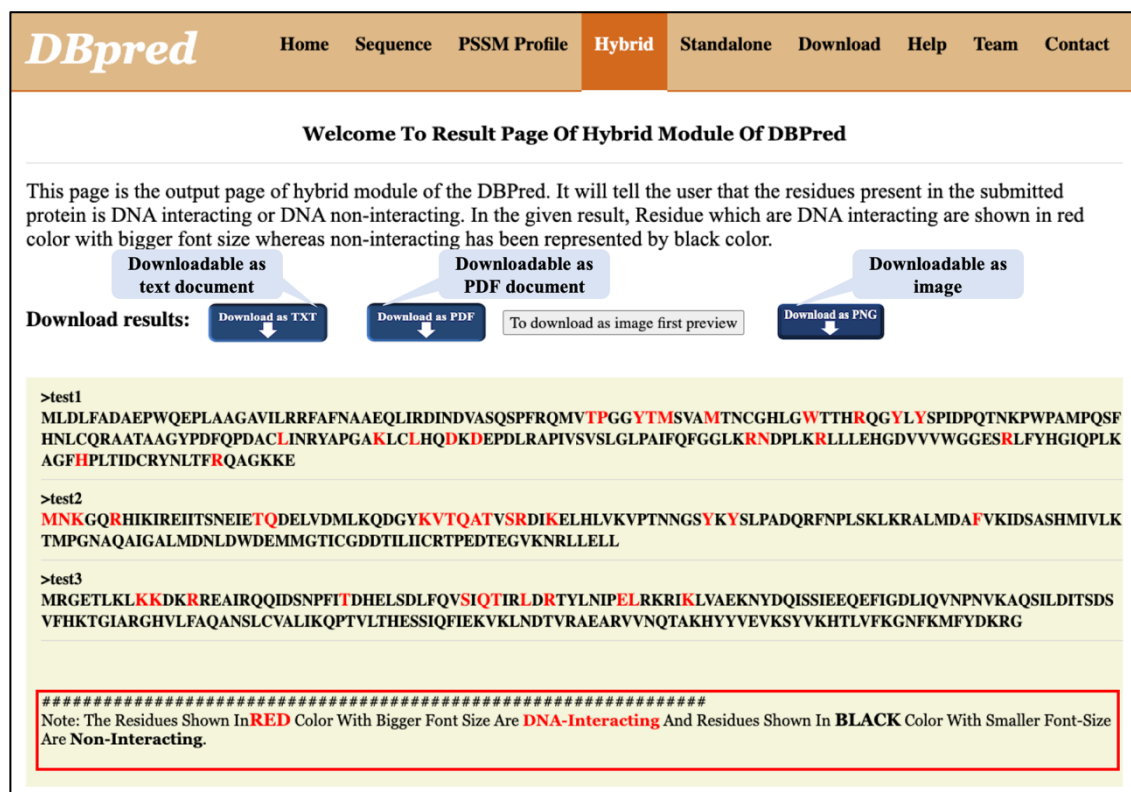 DBpred Home Sequence PSSM Profile Hybrid Standalone Download Help Team Contact
Welcome To Result Page Of Hybrid Module Of DBPred
This page is the output page of hybrid module of the DBPred. It will tell the user that the residues present in the submitted
protein is DNA interacting or DNA non-interacting. In the given result, Residue which are DNA interacting are shown in red
color with bigger font size whereas non-interacting has been represented by black color.
Downloadable as
text document
Downloadable as
PDF document
Downloadable as
image
Download results: Download as TXT Download as PDF To download as image first preview Download as PNG
>test1
MLDLFADAEPWQEPLAAGAVILRRFAFNAAEQLIRDINDVASQSPFRQMVTPGGYTMSVAMTNCGHLGWTTHRQGYLYSPIDPQTNKPWPAMPQSF
HNLCQRAATAAGYPDFQPDACLINRYAPGAKLCLHQDKDEPDLRAPIVSVSLGLPAIFQFGGLKRNDPLKRLLLEHGDVVVWGGESRLFYHGIQPLK
AGFHPLTIDCRYNLTFRQAGKKE
>test2
MNKGQRHIKIREIITSNEIETQDELVDMLKQDGYKVTQATVSRDIKELHLVKVPTNNGSYKYSLPADQRFNPLSKLKRALMDAFVKIDSASHMIVLK
TMPGNAQAIGALMDNLDWDEMMGTICGDDTILIICRTPEDTEGVKNRLLELL
>test3
MRGETLKLKKDKRREAIRQQIDSNPFITDHELSDLFQVSIQTIRLDRTYLNIPELRKRIKLVAEKNYDQISSIEEQEFIGDLIQVNPNVKAQSILDITSDS
VFHKTGIARGHVLFAQANSLCVALIKQPTVLTHESSIQFIEKVKLNDTVRAEARVVNQTAKHYYVEVKSYVKHTLVFKGNFKMFYDKRG
##################################################################
Note: The Residues Shown InRED Color With Bigger Font Size Are DNA-Interacting And Residues Shown In BLACK Color With Smaller Font-Size
Are Non-Interacting.